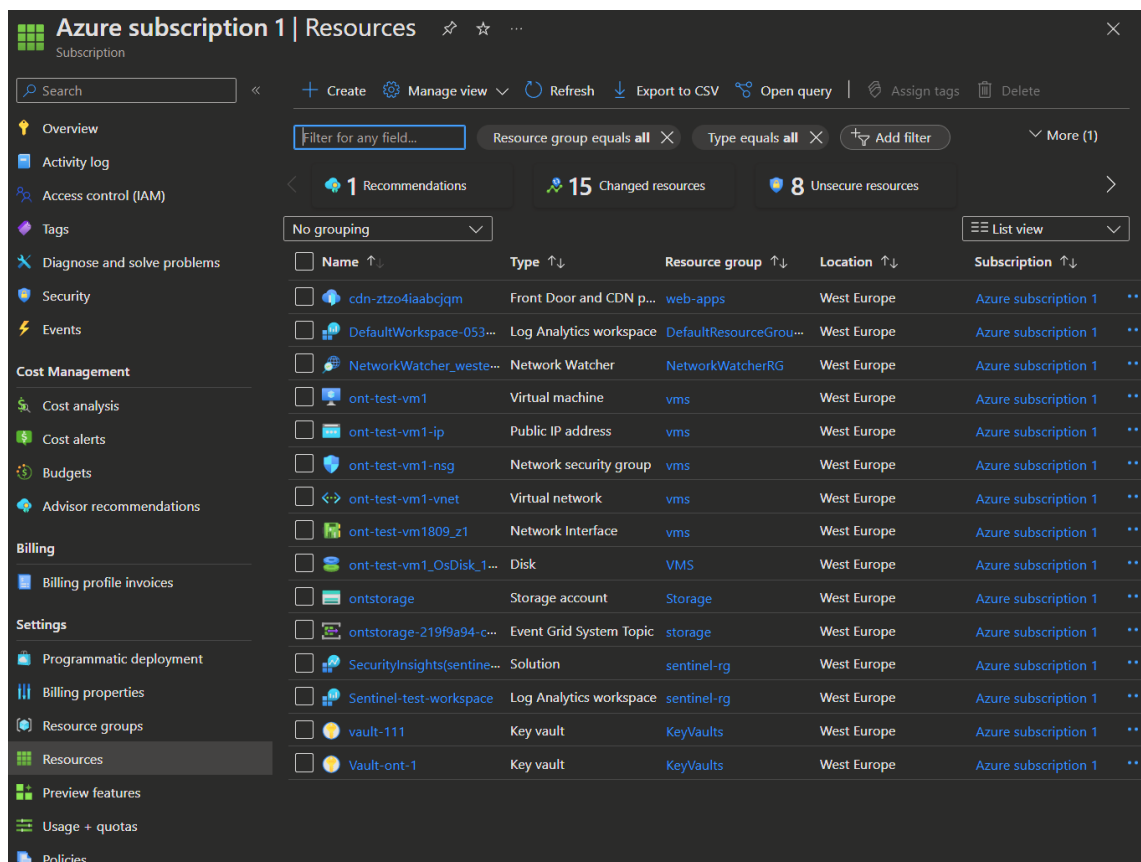 Azure subscription 1 | Resources
Subscription
Search
Create Manage view Refresh Export to CSV Open query Assign tags Delete
Filter for any field... Resource group equals all Type equals all Add filter More (1)
1 Recommendations 15 Changed resources 8 Unsecure resources
No grouping List view
Overview
Activity log
Access control (IAM)
Tags
Diagnose and solve problems
Security
Events
Cost Management
Cost analysis
Cost alerts
Budgets
Advisor recommendations
Billing
Billing profile invoices
Settings
Programmatic deployment
Billing properties
Resource groups
Resources
Preview features
Usage + quotas
Policies
Name Type Resource group Location Subscription
cdn-ztzo4iaabcjqm Front Door and CDN p... web-apps West Europe Azure subscription 1
DefaultWorkspace-053... Log Analytics workspace DefaultResourceGrou... West Europe Azure subscription 1
NetworkWatcher_weste... Network Watcher NetworkWatcherRG West Europe Azure subscription 1
ont-test-vm1 Virtual machine vms West Europe Azure subscription 1
ont-test-vm1-ip Public IP address vms West Europe Azure subscription 1
ont-test-vm1-nsg Network security group vms West Europe Azure subscription 1
ont-test-vm1-vnet Virtual network vms West Europe Azure subscription 1
ont-test-vm1809_z1 Network Interface vms West Europe Azure subscription 1
ont-test-vm1_OsDisk_1... Disk VMS West Europe Azure subscription 1
ontstorage Storage account Storage West Europe Azure subscription 1
ontstorage-219f9a94-c... Event Grid System Topic storage West Europe Azure subscription 1
SecurityInsights(sentine... Solution sentinel-rg West Europe Azure subscription 1
Sentinel-test-workspace Log Analytics workspace sentinel-rg West Europe Azure subscription 1
vault-111 Key vault KeyVaults West Europe Azure subscription 1
Vault-ont-1 Key vault KeyVaults West Europe Azure subscription 1